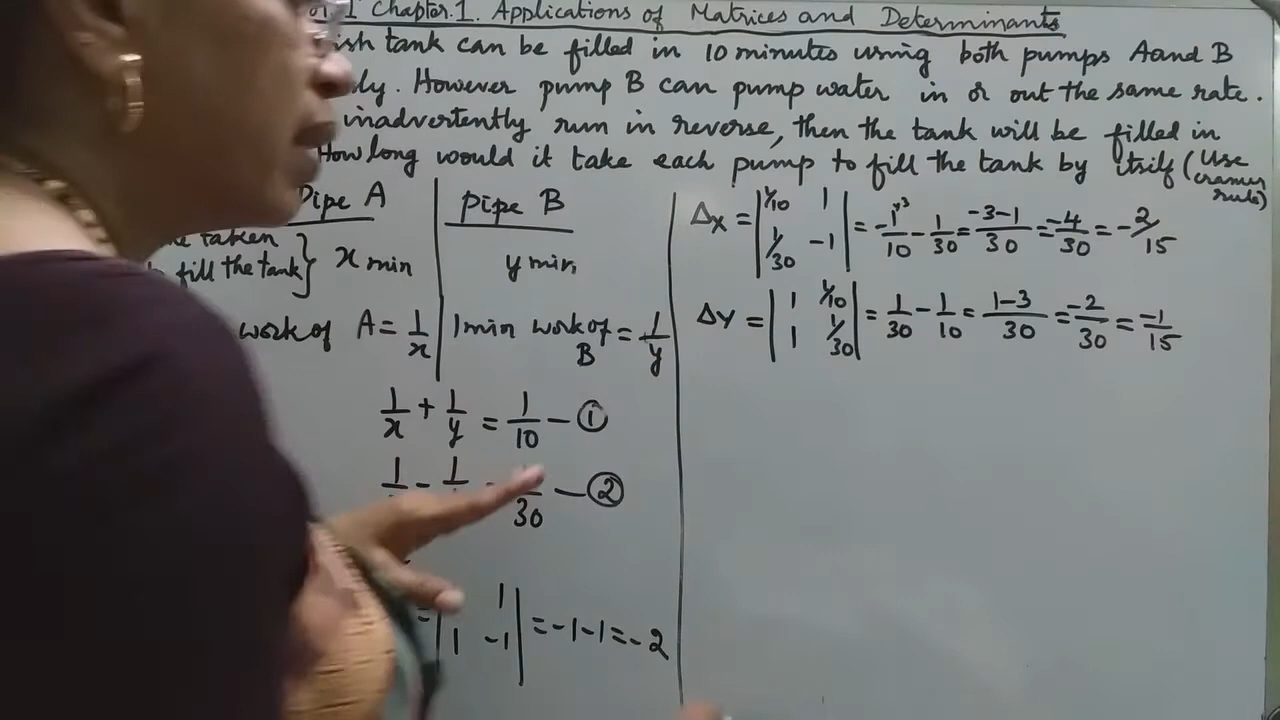 Chapter.1. Applications of Matrices and Determinants
tank can be filled in 10 minutes using both pumps A and B
However pump B can pump water in or out the same rate.
inadvertently run in reverse, then the tank will be filled in
How long would it take each pump to fill the tank by itself (Use cramer rule)
Pipe A
pipe B
taken
fill the tank} x min
y min
work of A = 1/x
1 min work of B = 1/y
1/x + 1/y = 1/10 — ①
30 — ②
1
1 -1 | = -1-1 = -2
Δx = | 1/10 1 1/30 -1 | = -1/10 ×3 - 1/30 = -3-1/30 = -4/30 = -2/15
Δy = | 1 1/10 1 1/30 | = 1/30 - 1/10 = 1-3/30 = -2/30 = -1/15